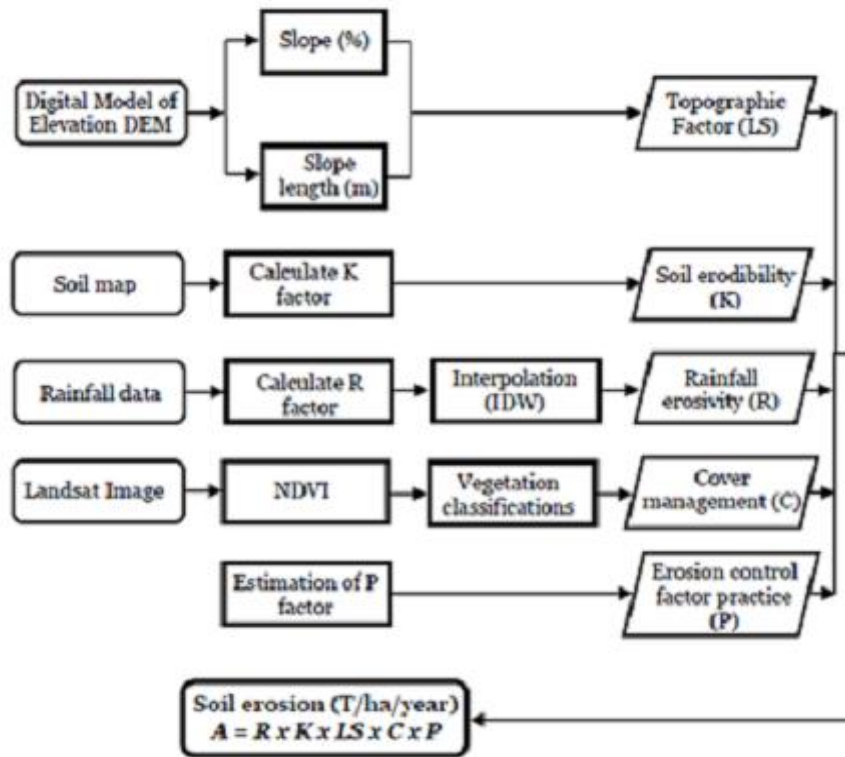 Slope (%)
Digital Model of
Elevation DEM
Topographic
Factor (LS)
Slope
length (m)
Soil map
Calculate K
factor
Soil erodibility
(K)
Rainfall data
Calculate R
factor
Interpolation
(IDW)
Rainfall
erosivity (R)
Landsat Image
NDVI
Vegetation
classifications
Cover
management (C)
Estimation of P
factor
Erosion control
factor practice
(P)
Soil erosion (T/ha/year)
A = R x K x LS x C x P